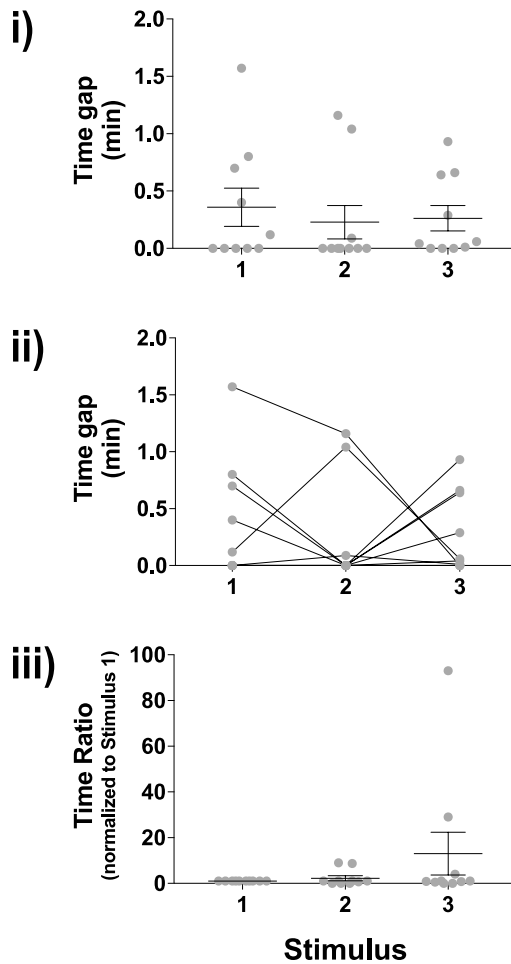 i)
Time gap
(min)
2.0
1.5
1.0
0.5
0.0
1 2 3
ii)
Time gap
(min)
2.0
1.5
1.0
0.5
0.0
1 2 3
iii)
Time Ratio
(normalized to Stimulus 1)
100
80
60
40
20
0
1 2 3
Stimulus